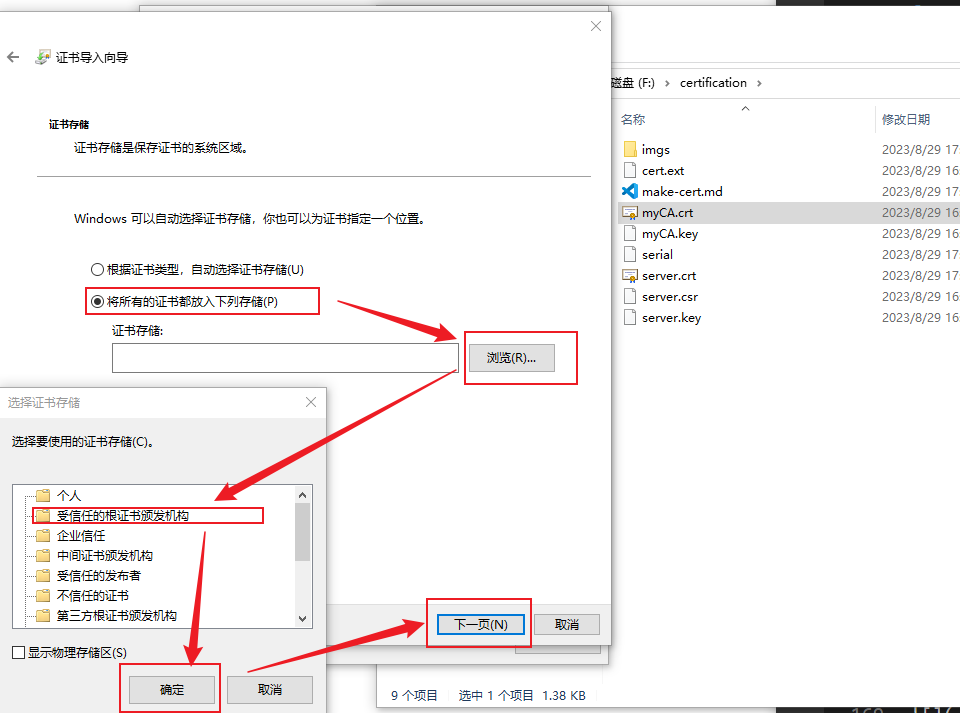 证书导入向导
证书存储
证书存储是保存证书的系统区域。
Windows 可以自动选择证书存储，你也可以为证书指定一个位置。
根据证书类型，自动选择证书存储(U)
将所有的证书都放入下列存储(P)
证书存储:
浏览(R)...
下一页(N)
取消
选择证书存储
选择要使用的证书存储(C)。
个人
受信任的根证书颁发机构
企业信任
中间证书颁发机构
受信任的发布者
不信任的证书
第三方根证书颁发机构
显示物理存储区(S)
确定
取消
磁盘 (F:) › certification ›
名称 修改日期
imgs 2023/8/29 17:
cert.ext 2023/8/29 16:
make-cert.md 2023/8/29 17:
myCA.crt 2023/8/29 16:
myCA.key 2023/8/29 16:
serial 2023/8/29 17:
server.crt 2023/8/29 16:
server.csr 2023/8/29 16:
server.key 2023/8/29 16:
9 个项目 选中 1 个项目 1.38 KB